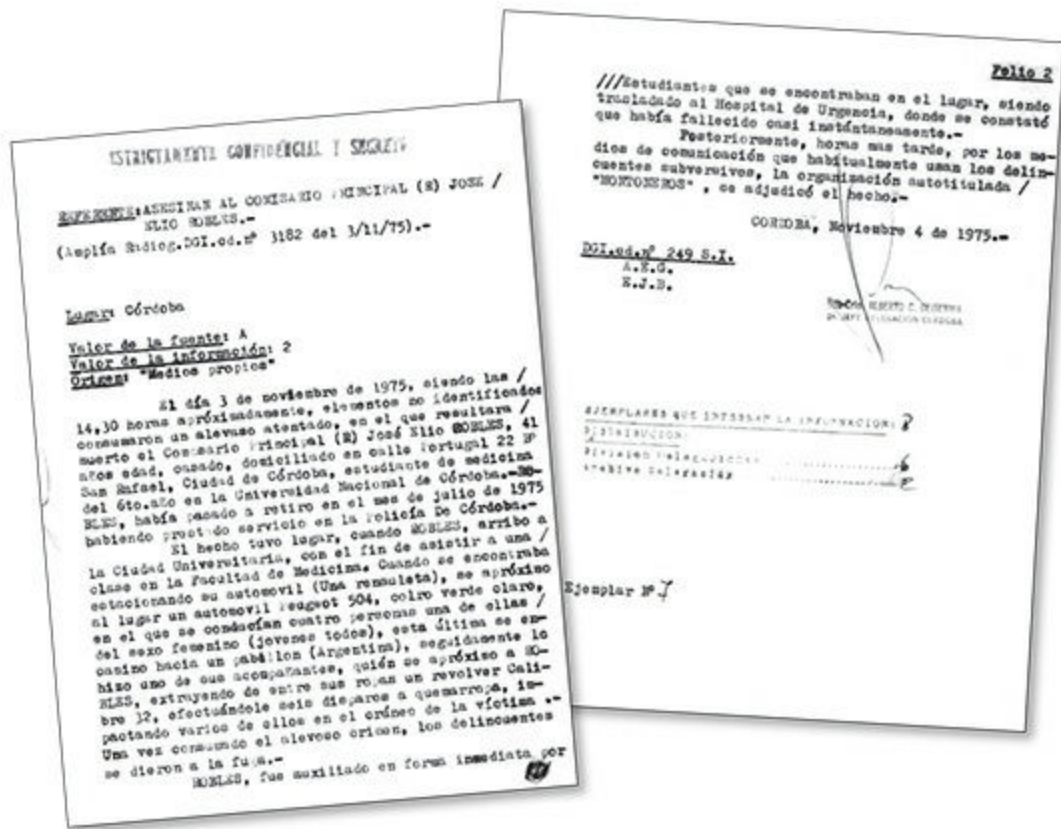 ESTRICTAMENTE CONFIDENCIAL Y SECRETO
REFERENTE: ASESINAN AL COMISARIO PRINCIPAL (R) JOSE /
ELIO ROBLES.-
(Amplía Radiog.DGI.cd.nº 3182 del 3/11/75).-
Lugar: Córdoba
Valor de la fuente: A
Valor de la información: 2
Origen: "Medios propios"
El día 3 de noviembre de 1975, siendo las /
14,30 horas apróximadamente, elementos no identificados
consumaron un alevoso atentado, en el que resultara /
muerto el Comisario Principal (R) José Elio ROBLES, 41
años edad, casado, domiciliado en calle Portugal 22 Bº
San Rafael, Ciudad de Córdoba, estudiante de medicina
del 6to.año en la Universidad Nacional de Córdoba.-RO-
BLES, había pasado a retiro en el mes de julio de 1975
habiendo prestado servicio en la Policía De Córdoba.-
El hecho tuvo lugar, cuando ROBLES, arribo a
la Ciudad Universitaria, con el fin de asistir a una /
clase en la Facultad de Medicina. Cuando se encontraba
estacionando su automovil (Una renauleta), se apróximo
al lugar un automovil Peugeot 504, colro verde claro,
en el que se conducían cuatro personas una de ellas /
del sexo femenino (jovenes todos), esta última se en-
camino hacia un pabéllon (Argentina), seguidamente lo
hizo uno de sus acompañantes, quién se apróximo a RO-
BLES, extrayendo de entre sus ropas un revolver Cali-
bre 32, efectuándole seis disparos a quemarropa, im-
pactando varios de ellos en el cráneo de la víctima .-
Una vez consumado el alevoso crimen, los delincuentes
se dieron a la fuga.-
ROBLES, fue auxiliado en forma inmediata por
Folio 2
///Estudiantes que se encontraban en el lugar, siendo
trasladado al Hospital de Urgencia, donde se constató
que había fallecido casi instántaneamente.-
Posteriormente, horas mas tarde, por los me-
dios de comunicación que habitualmente usan los delin-
cuentes subversivos, la organización autotitulada /
"MONTONEROS" , se adjudicó el hecho.-
CORDOBA, Noviembre 4 de 1975.-
DGI.cd.nº 249 S.I.
A.E.G.
E.J.B.
ALBERTO C.
DELEGACION CORDOBA
EJEMPLARES QUE INTEGRAN LA INFORMACION:
DISTRIBUCION:
División
Archivo Delegación
Ejemplar Nº